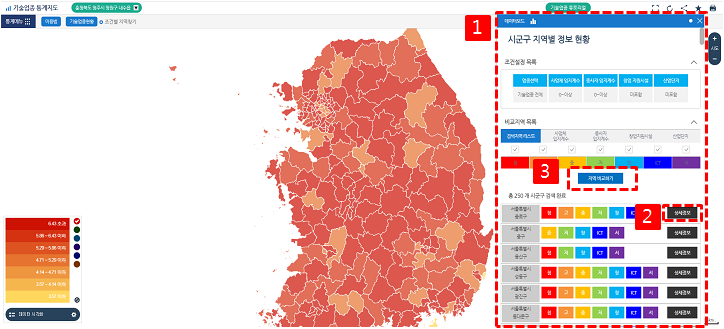 기술업종 통계지도
충청북도 청주시 청원구 내수읍
기술업종 튜토리얼
통계메뉴
이용법
기술업종현황
조건별 지역찾기
1
데이터보드
시군구 지역별 정보 현황
시도
조건설정 목록
업종선택 사업체 입지계수 종사자 입지계수 창업 지원시설 산업단지
기술업종 전체 0~이상 0~이상 미포함 미포함
비교지역 목록
검색지역 리스트 사업체 입지계수 종사자 입지계수 창업지원시설 산업단지
3
지역 비교하기
총 250 개 시군구 검색 완료
2
서울특별시 종로구 첨 고 중 저 창 ICT 상세정보
서울특별시 중구 중 저 창 ICT 서 상세정보
서울특별시 용산구 첨 저 창 ICT 서 상세정보
서울특별시 성동구 첨 고 중 저 창 ICT 서 상세정보
서울특별시 광진구 첨 고 중 저 창 ICT 서 상세정보
서울특별시 동대문구 첨 고 중 저 창 ICT 서 상세정보
6.43 초과
5.86 ~ 6.43 이하
5.29 ~ 5.86 이하
4.71 ~ 5.29 이하
4.14 ~ 4.71 이하
3.57 ~ 4.14 이하
3.57 이하
데이터 시각화